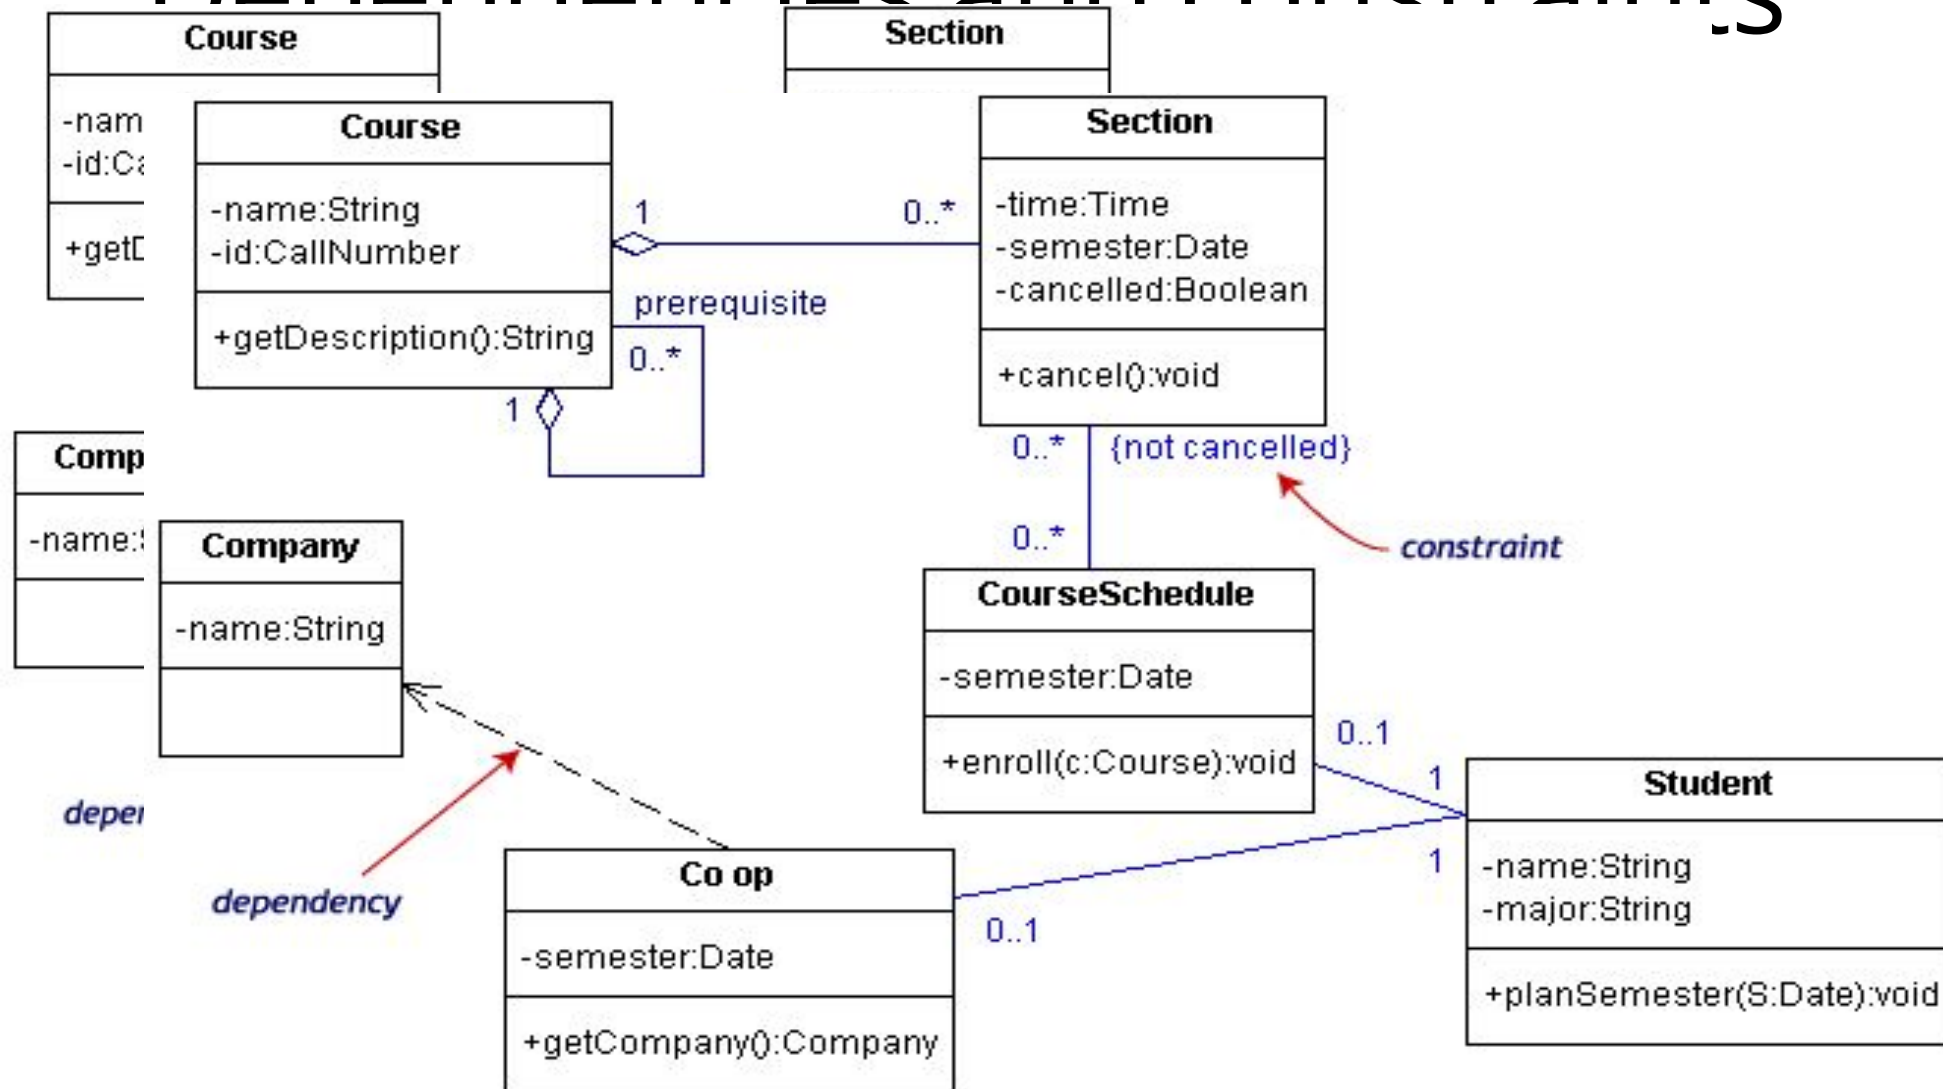 Course
Section
-nam
-id:Ca
Course
-name:String
-id:CallNumber
+getDescription():String
1
0..*
prerequisite
0..*
1
Section
-time:Time
-semester:Date
-cancelled:Boolean
+cancel():void
0..*
{not cancelled}
0..*
constraint
Comp
-name:
Company
-name:String
CourseSchedule
-semester:Date
+enroll(c:Course):void
0..1
1
Student
-name:String
-major:String
+planSemester(S:Date):void
1
0..1
depen
dependency
Co op
-semester:Date
+getCompany():Company